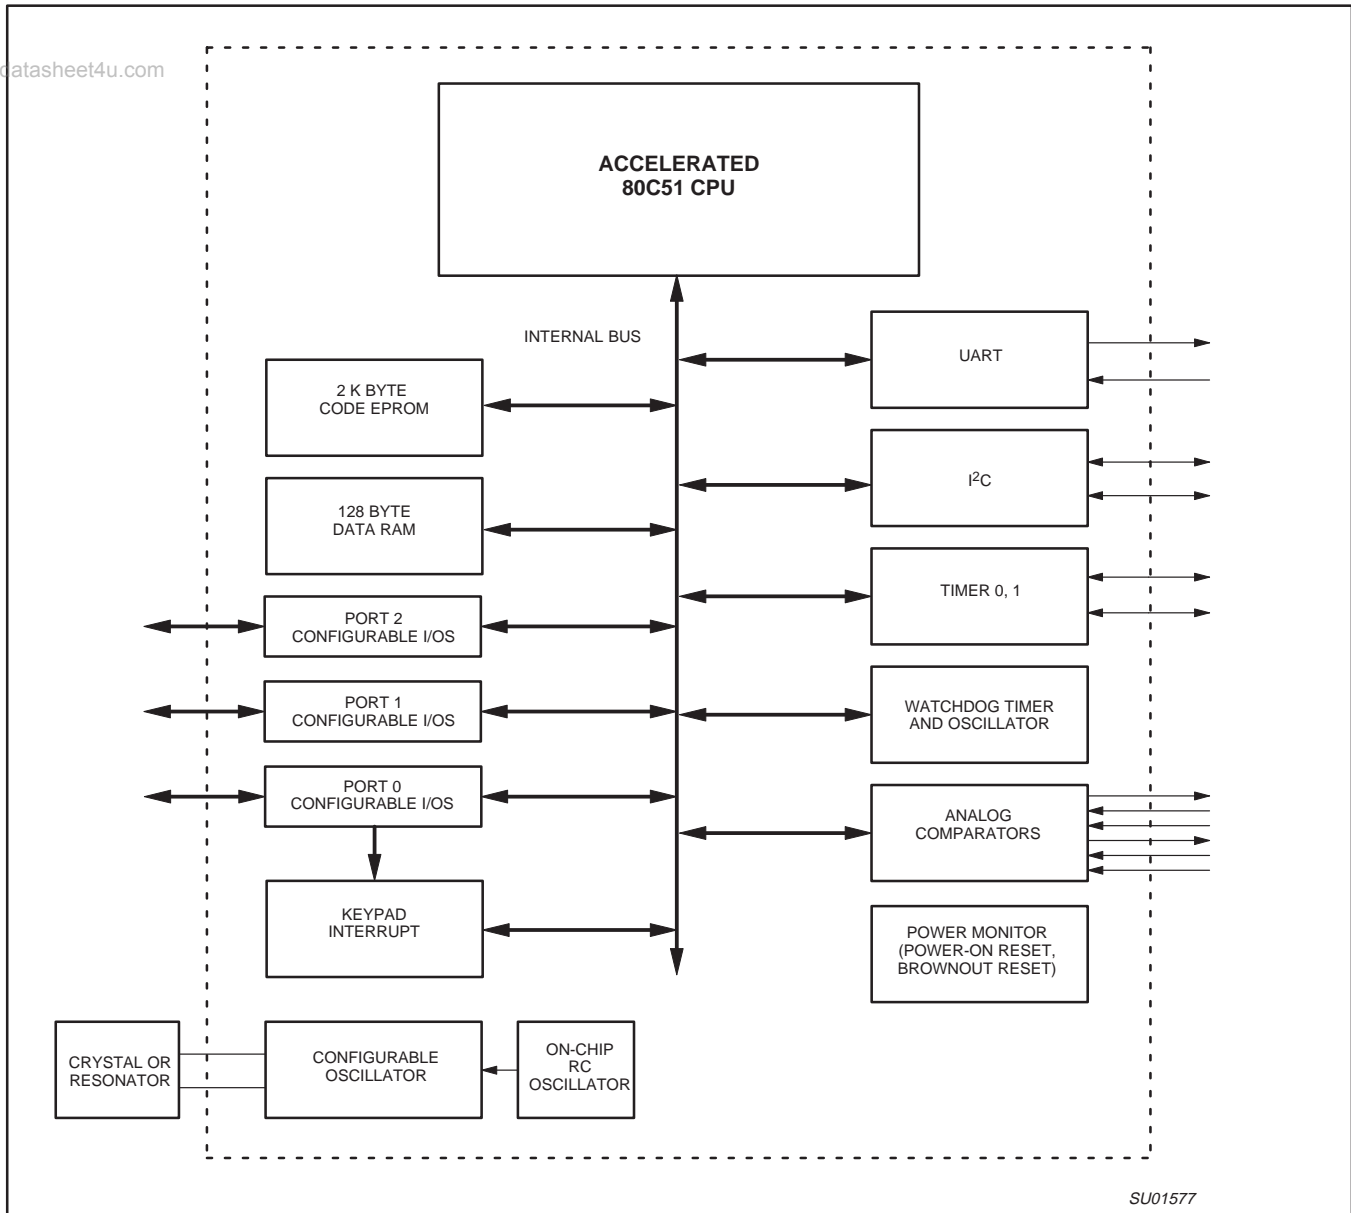 datasheet4u.com
ACCELERATED
80C51 CPU
INTERNAL BUS
UART
2 K BYTE
CODE EPROM
I²C
128 BYTE
DATA RAM
TIMER 0, 1
PORT 2
CONFIGURABLE I/OS
PORT 1
CONFIGURABLE I/OS
WATCHDOG TIMER
AND OSCILLATOR
PORT 0
CONFIGURABLE I/OS
ANALOG
COMPARATORS
KEYPAD
INTERRUPT
POWER MONITOR
(POWER-ON RESET,
BROWNOUT RESET)
CRYSTAL OR
RESONATOR
CONFIGURABLE
OSCILLATOR
ON-CHIP
RC
OSCILLATOR
SU01577